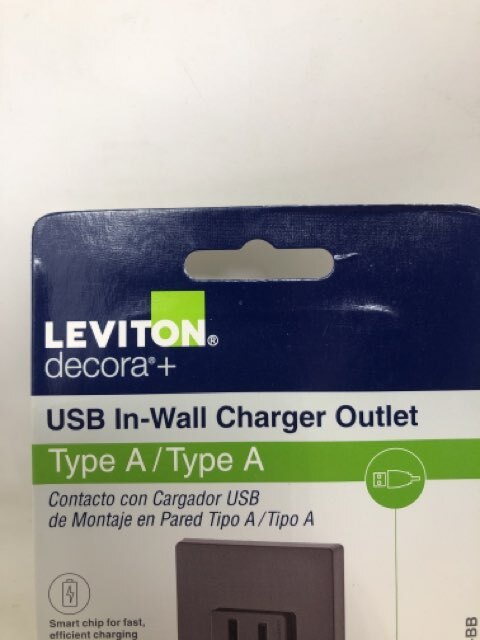 LEVITON®
decora®+
USB In-Wall Charger Outlet
Type A/Type A
Contacto con Cargador USB
de Montaje en Pared Tipo A/Tipo A
Smart chip for fast,
efficient charging
-BB